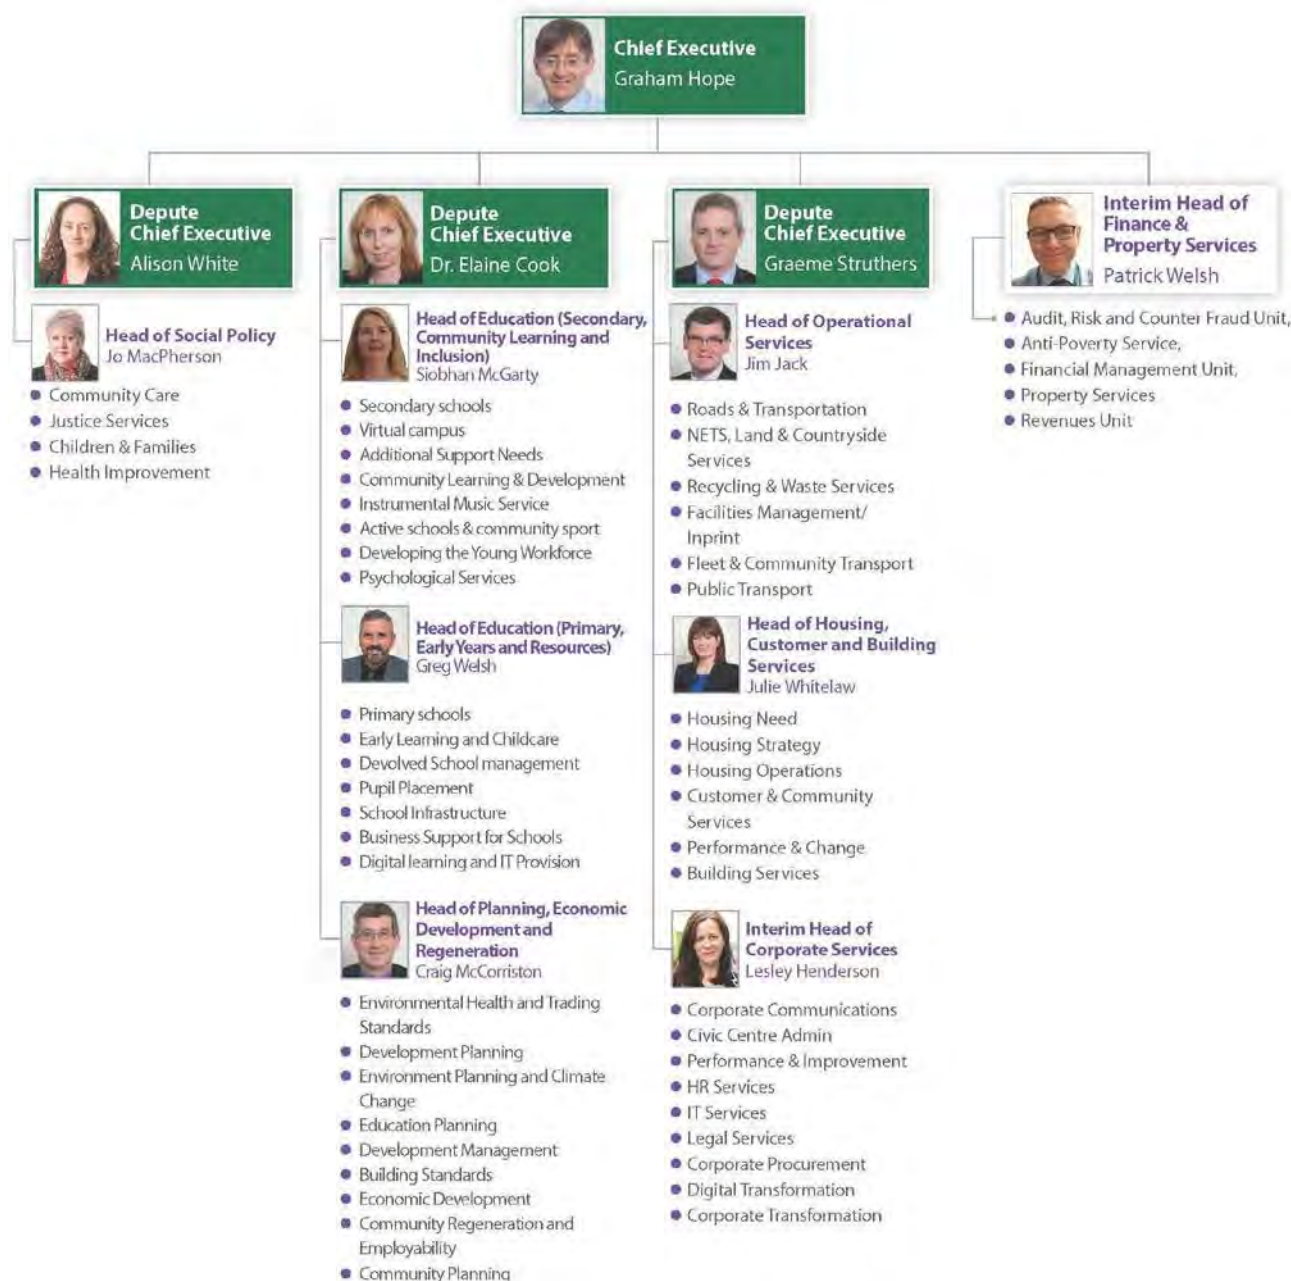 Chief Executive
Graham Hope
Depute
Chief Executive
Alison White
Head of Social Policy
Jo MacPherson
● Community Care
● Justice Services
● Children & Families
● Health Improvement
Depute
Chief Executive
Dr. Elaine Cook
Head of Education (Secondary,
Community Learning and
Inclusion)
Siobhan McGarty
● Secondary schools
● Virtual campus
● Additional Support Needs
● Community Learning & Development
● Instrumental Music Service
● Active schools & community sport
● Developing the Young Workforce
● Psychological Services
Head of Education (Primary,
Early Years and Resources)
Greg Welsh
● Primary schools
● Early Learning and Childcare
● Devolved School management
● Pupil Placement
● School Infrastructure
● Business Support for Schools
● Digital learning and IT Provision
Head of Planning, Economic
Development and
Regeneration
Craig McCorriston
● Environmental Health and Trading
Standards
● Development Planning
● Environment Planning and Climate
Change
● Education Planning
● Development Management
● Building Standards
● Economic Development
● Community Regeneration and
Employability
● Community Planning
Depute
Chief Executive
Graeme Struthers
Head of Operational
Services
Jim Jack
● Roads & Transportation
● NETS, Land & Countryside
Services
● Recycling & Waste Services
● Facilities Management/
Inprint
● Fleet & Community Transport
● Public Transport
Head of Housing,
Customer and Building
Services
Julie Whitelaw
● Housing Need
● Housing Strategy
● Housing Operations
● Customer & Community
Services
● Performance & Change
● Building Services
Interim Head of
Corporate Services
Lesley Henderson
● Corporate Communications
● Civic Centre Admin
● Performance & Improvement
● HR Services
● IT Services
● Legal Services
● Corporate Procurement
● Digital Transformation
● Corporate Transformation
Interim Head of
Finance &
Property Services
Patrick Welsh
● Audit, Risk and Counter Fraud Unit,
● Anti-Poverty Service,
● Financial Management Unit,
● Property Services
● Revenues Unit